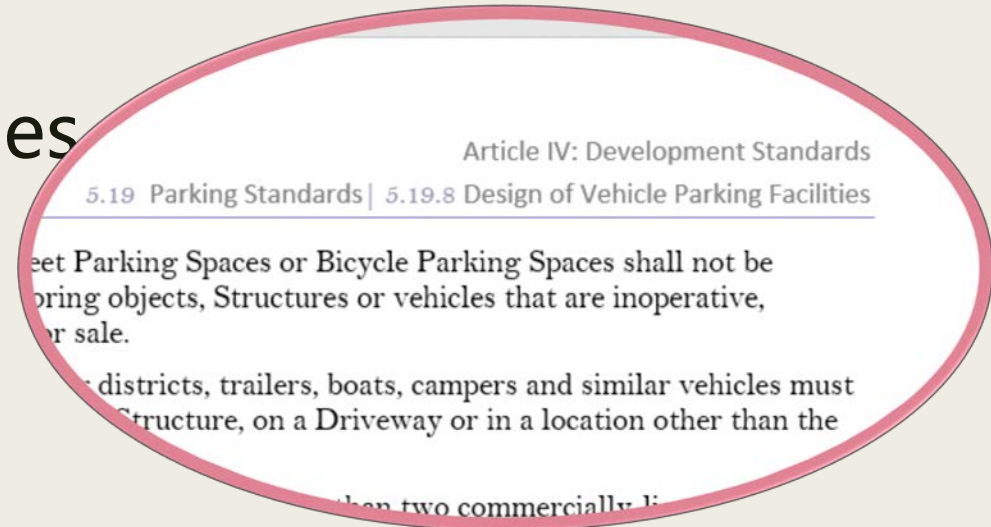 es
Article IV: Development Standards
5.19 Parking Standards| 5.19.8 Design of Vehicle Parking Facilities
eet Parking Spaces or Bicycle Parking Spaces shall not be
oring objects, Structures or vehicles that are inoperative,
or sale.
districts, trailers, boats, campers and similar vehicles must
Structure, on a Driveway or in a location other than the
than two commercially